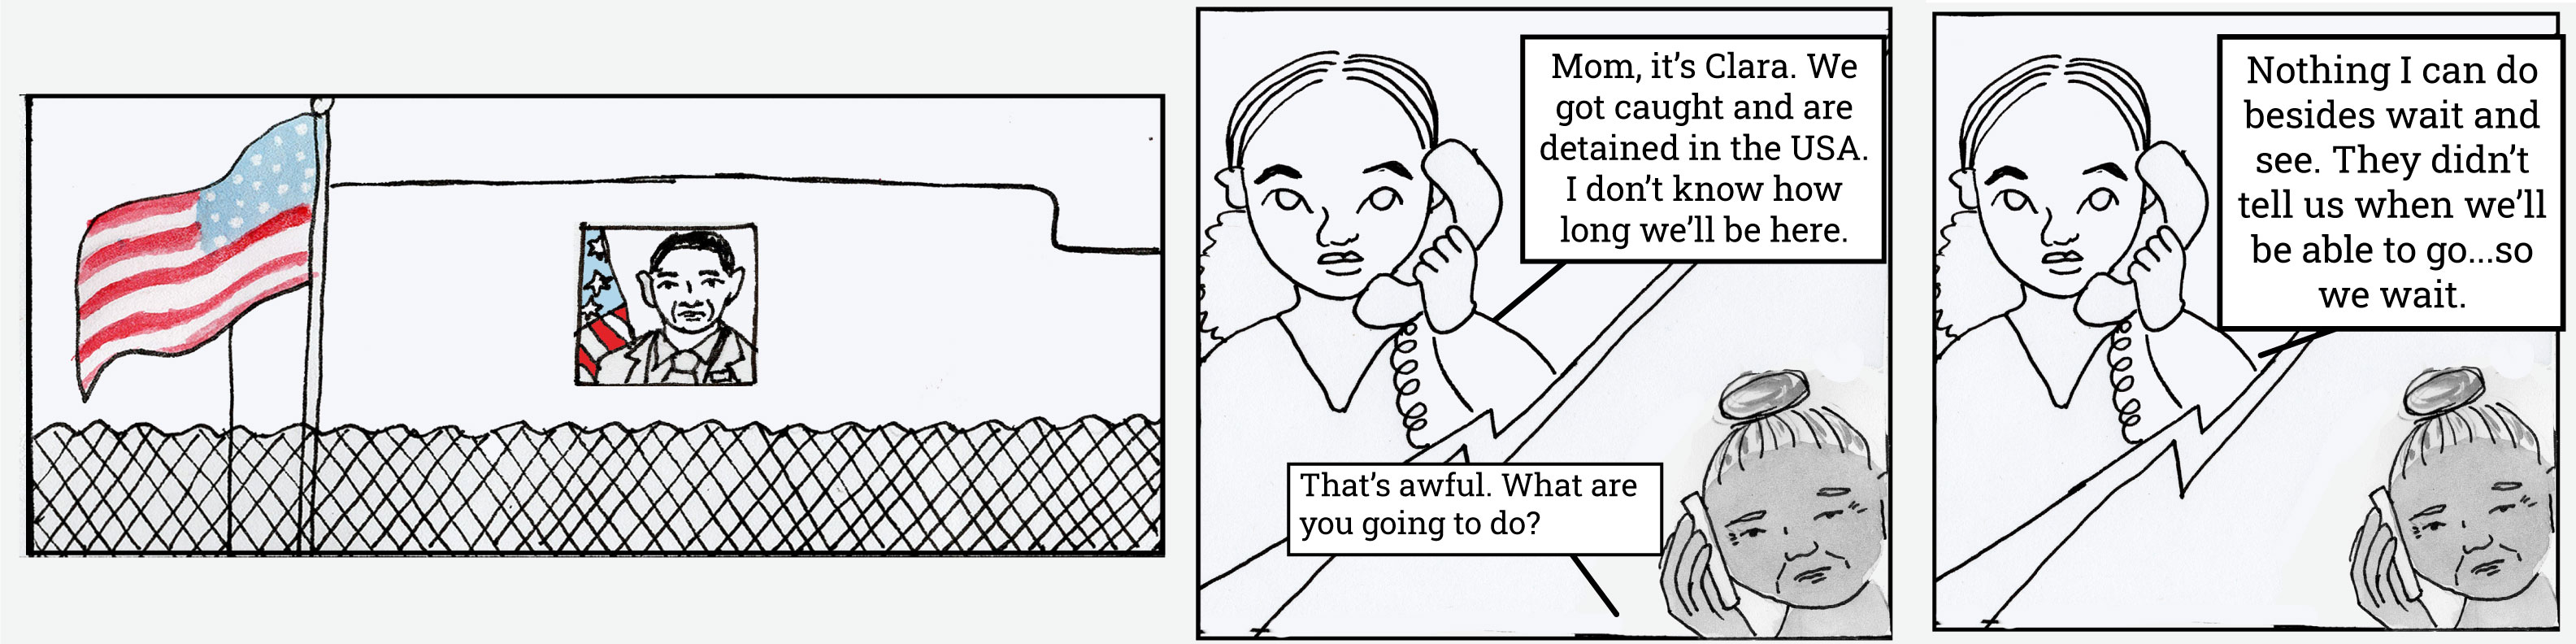 Mom, it's Clara. We
got caught and are
detained in the USA.
I don't know how
long we'll be here.
That's awful. What are
you going to do?
Nothing I can do
besides wait and
see. They didn't
tell us when we'll
be able to go...so
we wait.